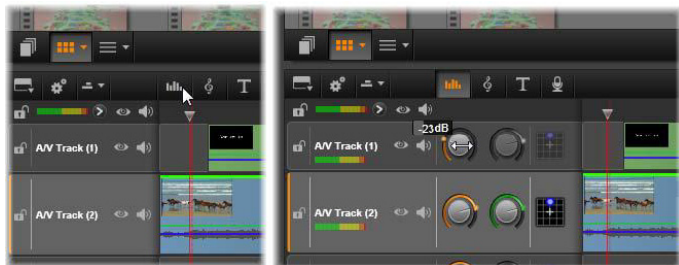 T
A/V Track (1)
A/V Track (2)
T
-23dB
A/V Track (1)
A/V Track (2)